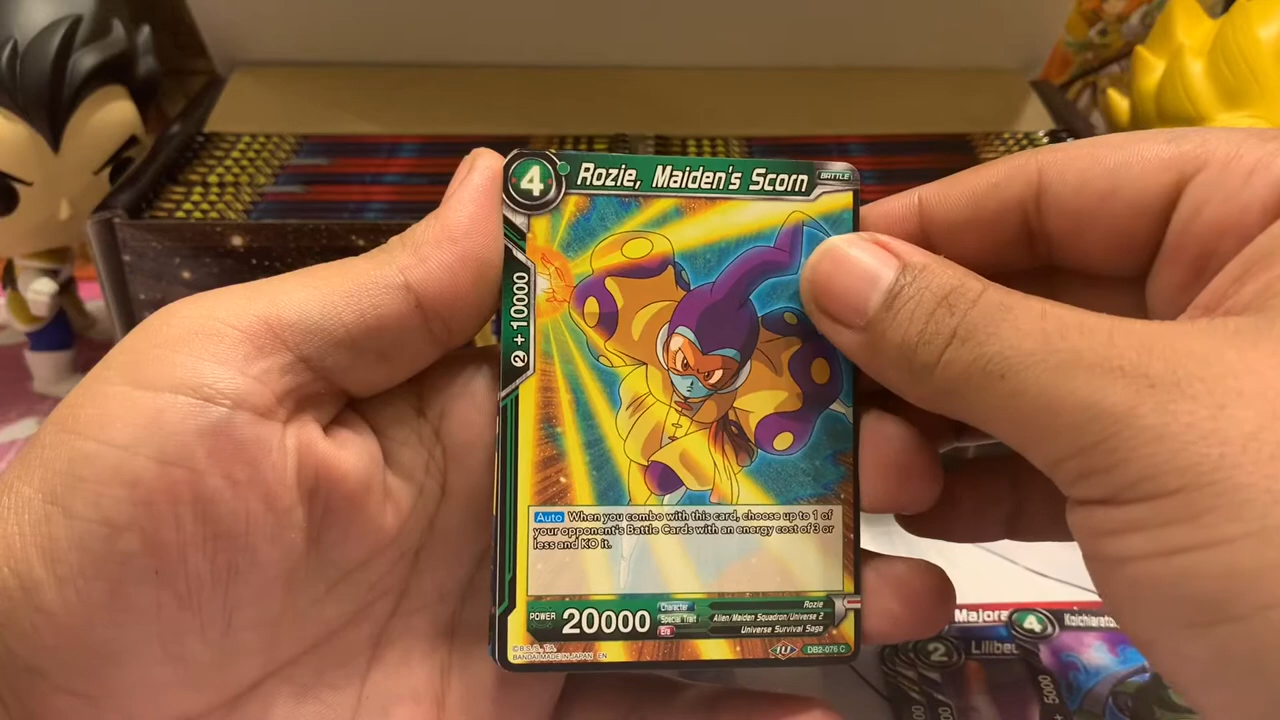 4 Rozie, Maiden's Scorn BATTLE
2 +10000
Auto When you combo with this card, choose up to 1 of
your opponent's Battle Cards with an energy cost of 3 or
less and KO it.
POWER 20000
Character Rozie
Special Trait Alien/Maiden Squadron/Universe 2
Era Universe Survival Saga
©B.S./S., T.A.
BANDAI MADE IN JAPAN EN
IU DB2-076 C
Majora
4
2 Lilibeu
5000